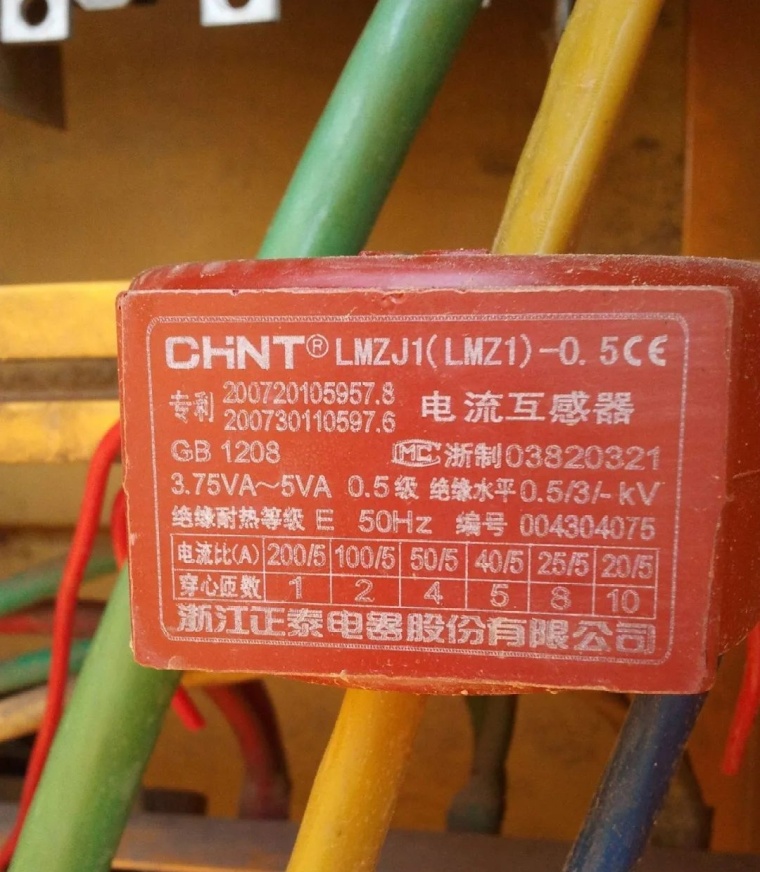 CHNT® LMZJ1(LMZ1)-0.5 CE
专利 200720105957.8
200730110597.6 电流互感器
GB 1208 MC 浙制03820321
3.75VA～5VA 0.5级 绝缘水平0.5/3/-kV
绝缘耐热等级 E 50Hz 编号 004304075
电流比(A) 200/5 100/5 50/5 40/5 25/5 20/5
穿心匝数 1 2 4 5 8 10
浙江正泰电器股份有限公司